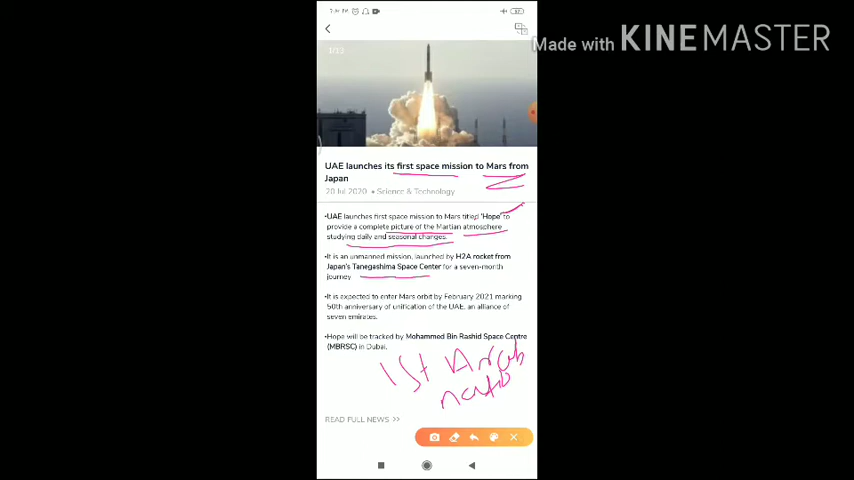 Made with KINEMASTER
1/13
UAE launches its first space mission to Mars from
Japan
20 Jul 2020 • Science & Technology
•UAE launches first space mission to Mars titled 'Hope' to
provide a complete picture of the Martian atmosphere
studying daily and seasonal changes.
•It is an unmanned mission, launched by H2A rocket from
Japan's Tanegashima Space Center for a seven-month
journey
•It is expected to enter Mars orbit by February 2021 marking
50th anniversary of unification of the UAE, an alliance of
seven emirates.
•Hope will be tracked by Mohammed Bin Rashid Space Centre
(MBRSC) in Dubai.
1st Arab
natio
READ FULL NEWS >>